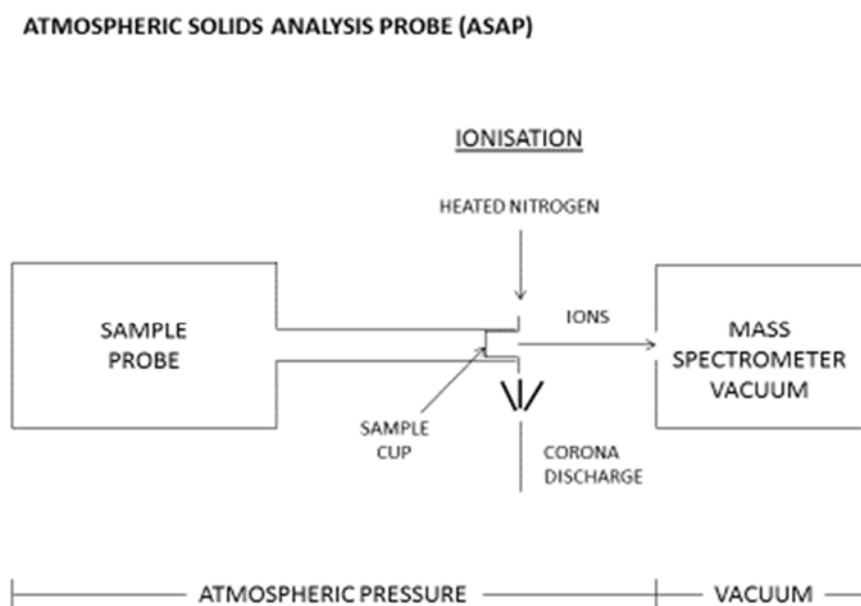 ATMOSPHERIC SOLIDS ANALYSIS PROBE (ASAP)
IONISATION
HEATED NITROGEN
SAMPLE
PROBE
IONS
MASS
SPECTROMETER
VACUUM
SAMPLE
CUP
CORONA
DISCHARGE
ATMOSPHERIC PRESSURE
VACUUM